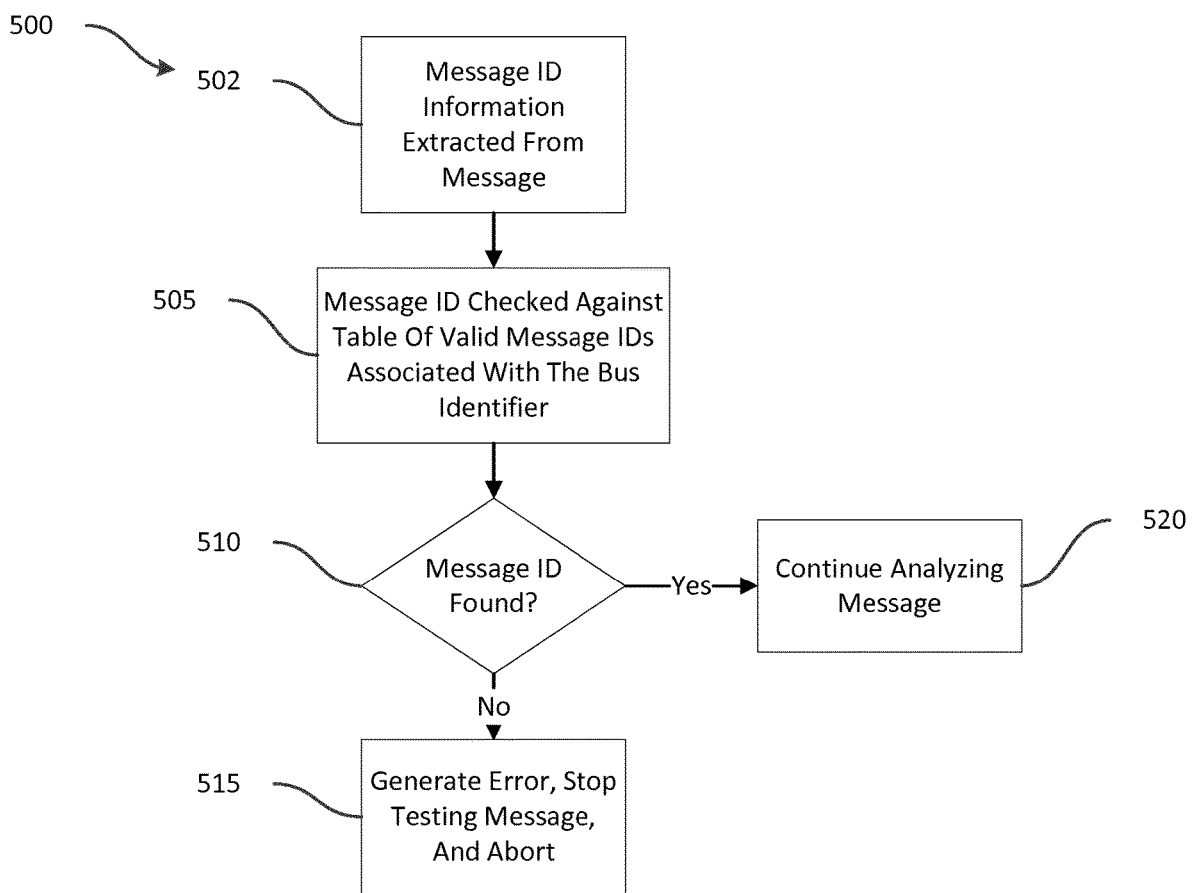 500
502
Message ID
Information
Extracted From
Message
505
Message ID Checked Against
Table Of Valid Message IDs
Associated With The Bus
Identifier
510
Message ID
Found?
Yes
520
Continue Analyzing
Message
No
515
Generate Error, Stop
Testing Message,
And Abort